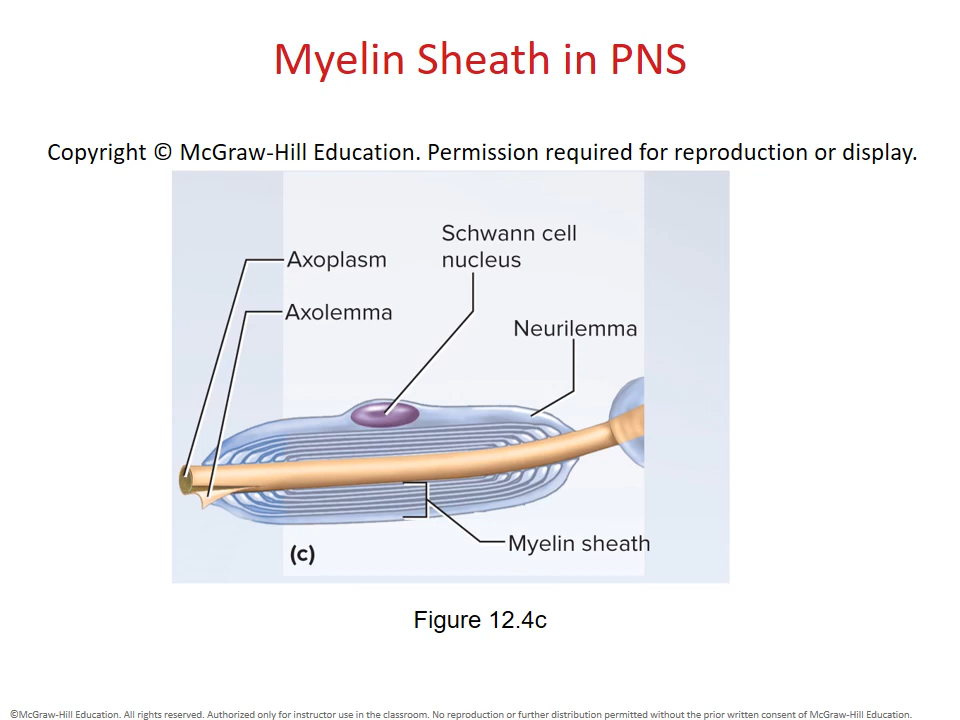 Myelin Sheath in PNS
Copyright © McGraw-Hill Education. Permission required for reproduction or display.
Schwann cell
nucleus
Axoplasm
Axolemma
Neurilemma
Myelin sheath
(c)
Figure 12.4c
©McGraw-Hill Education. All rights reserved. Authorized only for instructor use in the classroom. No reproduction or further distribution permitted without the prior written consent of McGraw-Hill Education.